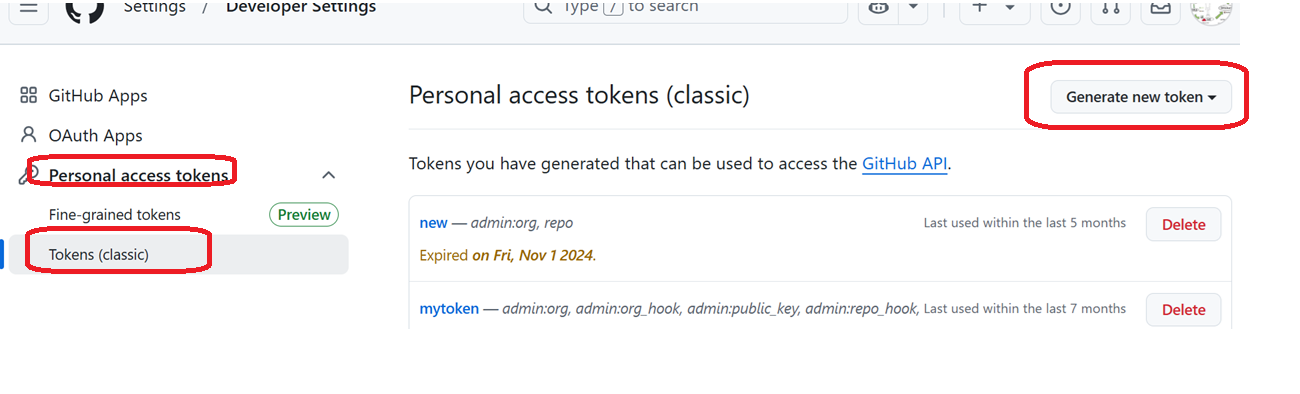 Settings / Developer Settings
Type / to search
GitHub Apps
OAuth Apps
Personal access tokens
Fine-grained tokens Preview
Tokens (classic)
Personal access tokens (classic)
Generate new token
Tokens you have generated that can be used to access the GitHub API.
new — admin:org, repo Last used within the last 5 months Delete
Expired on Fri, Nov 1 2024.
mytoken — admin:org, admin:org_hook, admin:public_key, admin:repo_hook, Last used within the last 7 months Delete